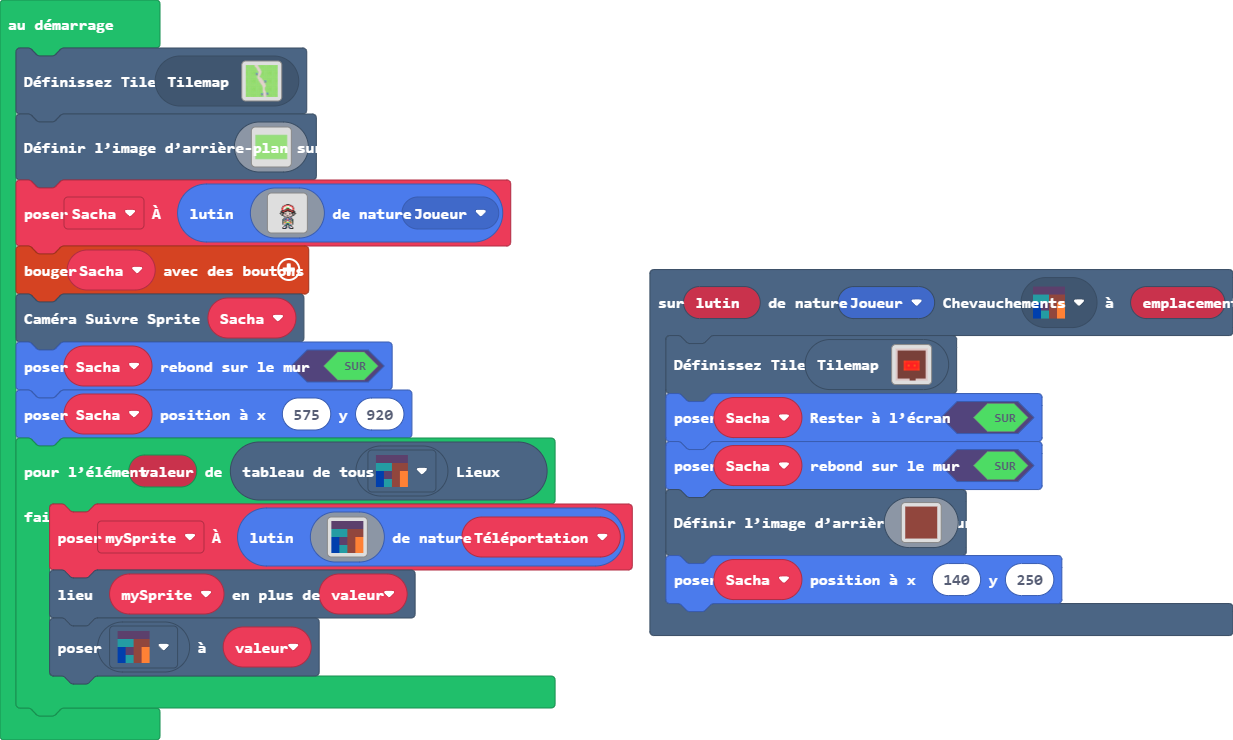 au démarrage
Définissez Tile Tilemap
Définir l'image d'arrière-plan sur
poser Sacha À lutin de nature Joueur
bouger Sacha avec des boutons
Caméra Suivre Sprite Sacha
poser Sacha rebond sur le mur SUR
poser Sacha position à x 575 y 920
pour l'élément valeur de tableau de tous Lieux
fai
poser mySprite À lutin de nature Téléportation
lieu mySprite en plus de valeur
poser à valeur
sur lutin de nature Joueur Chevauchements à emplacement
Définissez Tile Tilemap
poser Sacha Rester à l'écran SUR
poser Sacha rebond sur le mur SUR
Définir l'image d'arrièr
poser Sacha position à x 140 y 250